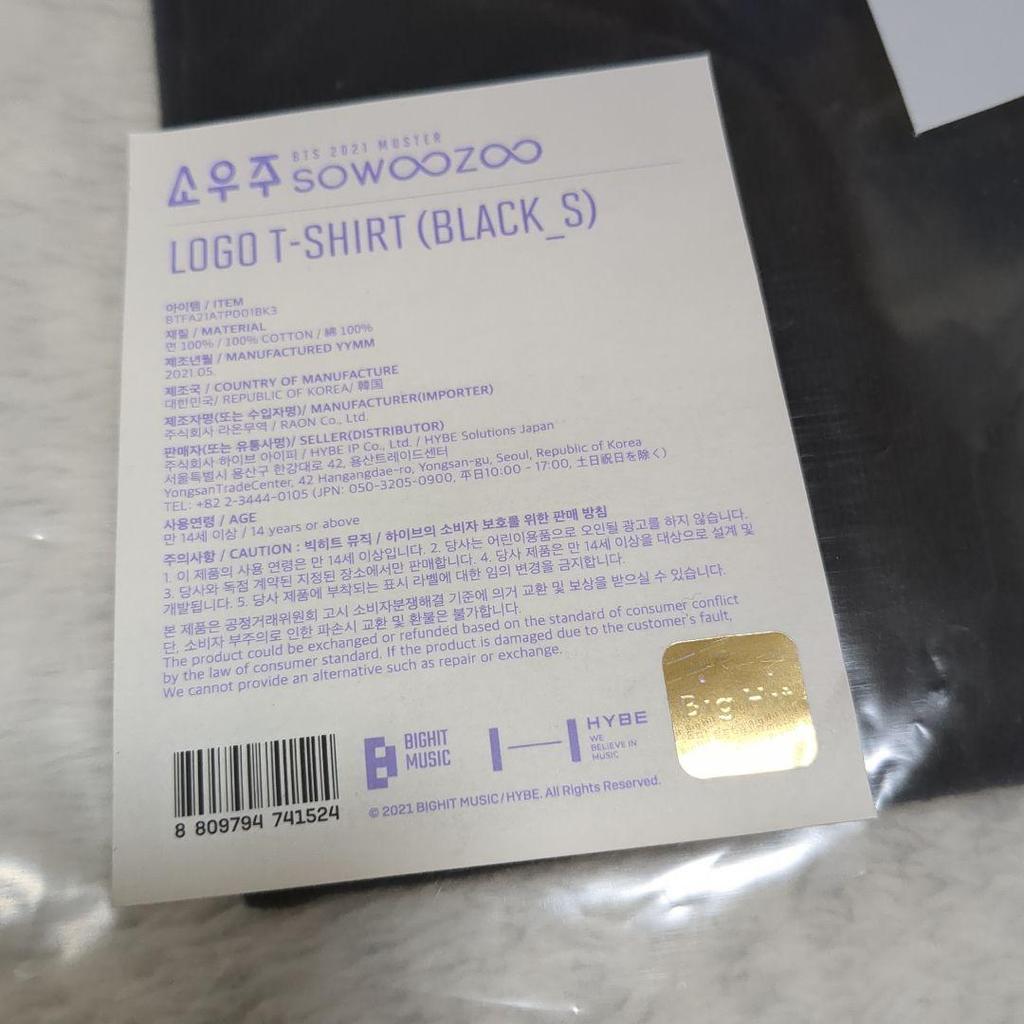 소우주 BTS 2021 MUSTER SOWOOZOO
LOGO T-SHIRT (BLACK_S)
아이템 / ITEM
BTFA21ATPD01BK3
재질 / MATERIAL
면 100% / 100% COTTON / 綿 100%
제조년월 / MANUFACTURED YYMM
2021.05.
제조국 / COUNTRY OF MANUFACTURE
대한민국/ REPUBLIC OF KOREA/ 韓国
제조자명(또는 수입자명)/ MANUFACTURER(IMPORTER)
주식회사 라온무역 / RAON Co., Ltd.
판매자(또는 유통사명)/ SELLER(DISTRIBUTOR)
주식회사 하이브 아이피 / HYBE IP Co., Ltd. / HYBE Solutions Japan
서울특별시 용산구 한강대로 42, 용산트레이드센터
YongsanTradeCenter, 42 Hangangdae-ro, Yongsan-gu, Seoul, Republic of Korea
TEL: +82 2-3444-0105 (JPN: 050-3205-0900, 平日10:00 - 17:00, 土日祝日を除く)
사용연령 / AGE
만 14세 이상 / 14 years or above
주의사항 / CAUTION : 빅히트 뮤직 / 하이브의 소비자 보호를 위한 판매 방침
1. 이 제품의 사용 연령은 만 14세 이상입니다. 2. 당사는 어린이용품으로 오인될 광고를 하지 않습니다.
3. 당사와 독점 계약된 지정된 장소에서만 판매합니다. 4. 당사 제품은 만 14세 이상을 대상으로 설계 및
개발됩니다. 5. 당사 제품에 부착되는 표시 라벨에 대한 임의 변경을 금지합니다.
본 제품은 공정거래위원회 고시 소비자분쟁해결 기준에 의거 교환 및 보상을 받으실 수 있습니다.
단, 소비자 부주의로 인한 파손시 교환 및 환불은 불가합니다.
The product could be exchanged or refunded based on the standard of consumer conflict
by the law of consumer standard. If the product is damaged due to the customer's fault,
We cannot provide an alternative such as repair or exchange.
8 809794 741524
BIGHIT
MUSIC
HYBE
WE
BELIEVE IN
MUSIC
© 2021 BIGHIT MUSIC / HYBE. All Rights Reserved.
Big Hit